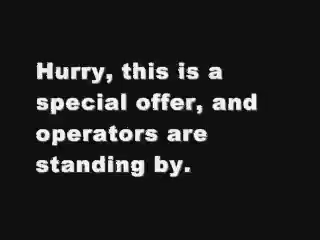 Hurry, this is a
special offer, and
operators are
standing by.